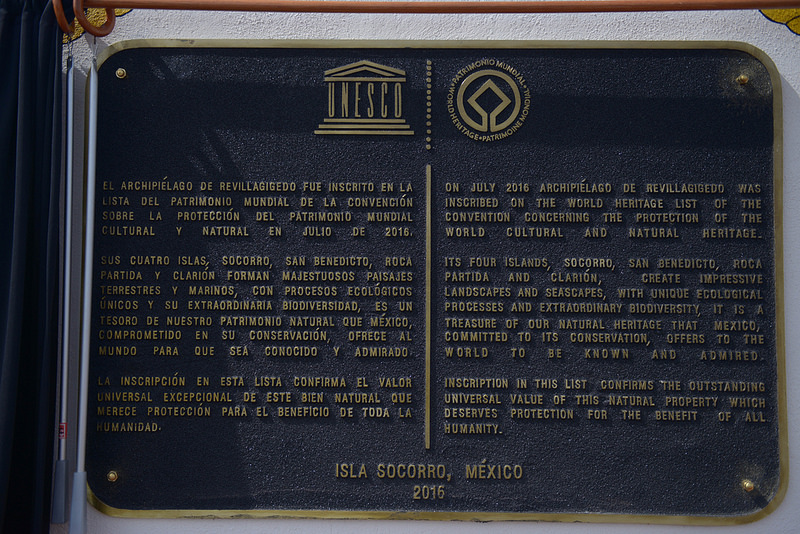 UNESCO
WORLD HERITAGE • PATRIMONIO MUNDIAL • PATRIMOINE MONDIAL •
EL ARCHIPIÉLAGO DE REVILLAGIGEDO FUE INSCRITO EN LA
LISTA DEL PATRIMONIO MUNDIAL DE LA CONVENCIÓN
SOBRE LA PROTECCIÓN DEL PATRIMONIO MUNDIAL
CULTURAL Y NATURAL EN JULIO DE 2016.
SUS CUATRO ISLAS, SOCORRO, SAN BENEDICTO, ROCA
PARTIDA Y CLARIÓN FORMAN MAJESTUOSOS PAISAJES
TERRESTRES Y MARINOS, CON PROCESOS ECOLÓGICOS
ÚNICOS Y SU EXTRAORDINARIA BIODIVERSIDAD, ES UN
TESORO DE NUESTRO PATRIMONIO NATURAL QUE MÉXICO,
COMPROMETIDO EN SU CONSERVACIÓN, OFRECE AL
MUNDO PARA QUE SEA CONOCIDO Y ADMIRADO.
LA INSCRIPCIÓN EN ESTA LISTA CONFIRMA EL VALOR
UNIVERSAL EXCEPCIONAL DE ESTE BIEN NATURAL QUE
MERECE PROTECCIÓN PARA EL BENEFICIO DE TODA LA
HUMANIDAD.
ON JULY 2016 ARCHIPIÉLAGO DE REVILLAGIGEDO WAS
INSCRIBED ON THE WORLD HERITAGE LIST OF THE
CONVENTION CONCERNING THE PROTECTION OF THE
WORLD CULTURAL AND NATURAL HERITAGE.
ITS FOUR ISLANDS, SOCORRO, SAN BENEDICTO, ROCA
PARTIDA AND CLARIÓN, CREATE IMPRESSIVE
LANDSCAPES AND SEASCAPES, WITH UNIQUE ECOLOGICAL
PROCESSES AND EXTRAORDINARY BIODIVERSITY, IT IS A
TREASURE OF OUR NATURAL HERITAGE THAT MEXICO,
COMMITTED TO ITS CONSERVATION, OFFERS TO THE
WORLD TO BE KNOWN AND ADMIRED.
INSCRIPTION IN THIS LIST CONFIRMS THE OUTSTANDING
UNIVERSAL VALUE OF THIS NATURAL PROPERTY WHICH
DESERVES PROTECTION FOR THE BENEFIT OF ALL
HUMANITY.
ISLA SOCORRO, MÉXICO
2016